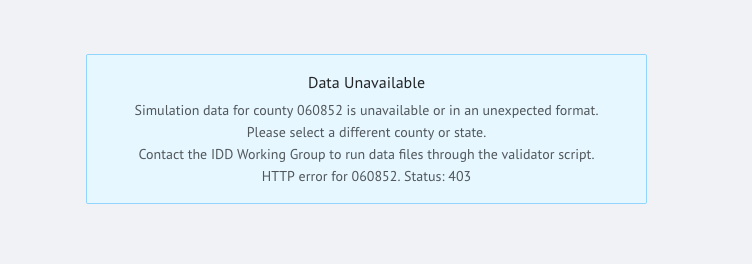 Data Unavailable
Simulation data for county 060852 is unavailable or in an unexpected format.
Please select a different county or state.
Contact the IDD Working Group to run data files through the validator script.
HTTP error for 060852. Status: 403